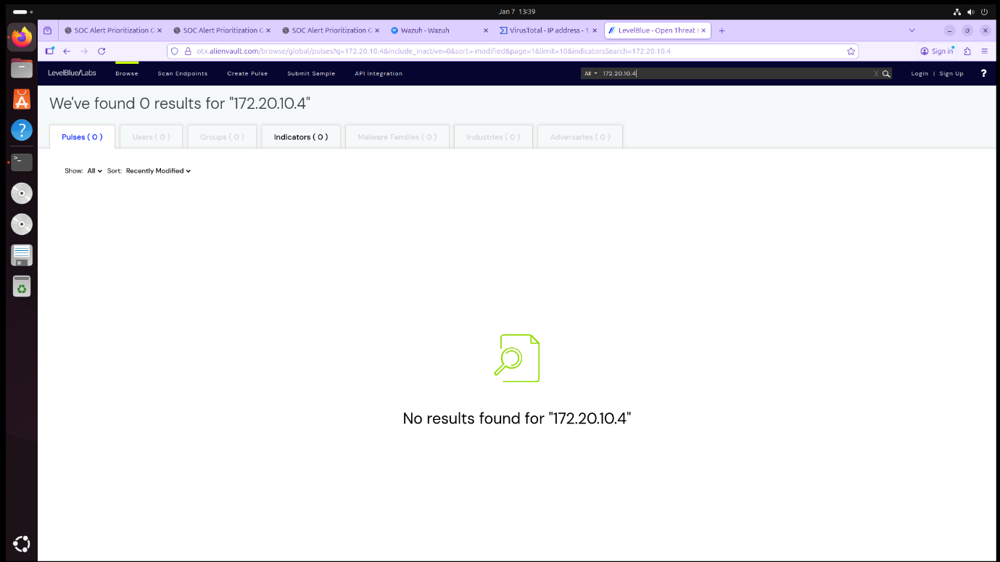 Jan 7 13:39
SOC Alert Prioritization G
SOC Alert Prioritization G
SOC Alert Prioritization G
Wazuh - Wazuh
VirusTotal - IP address - 1
LevelBlue - Open Threat E
otx.alienvault.com/browse/global/pulses?q=172.20.10.4&include_inactive=0&sort=-modified&page=1&limit=10&indicatorsSearch=172.20.10.4
Sign in
LevelBlue/Labs
Browse
Scan Endpoints
Create Pulse
Submit Sample
API Integration
All
172.20.10.4
X
Login | Sign Up
?
We've found 0 results for "172.20.10.4"
Pulses ( 0 )
Users ( 0 )
Groups ( 0 )
Indicators ( 0 )
Malware Families ( 0 )
Industries ( 0 )
Adversaries ( 0 )
Show: All Sort: Recently Modified
No results found for "172.20.10.4"